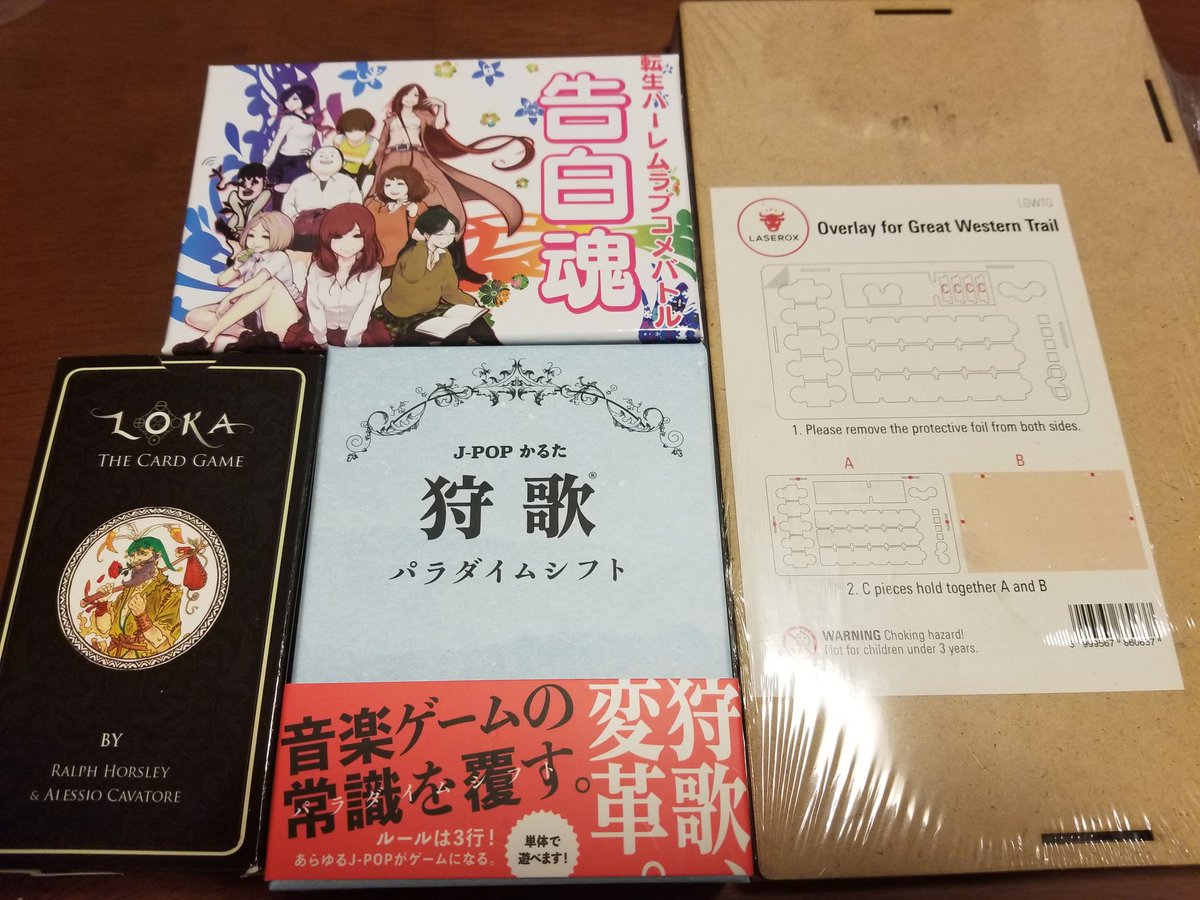 転生ハーレムラブコメバトル
告白魂
LOKA
THE CARD GAME
BY
RALPH HORSLEY
& ALESSIO CAVATORE
J-POP かるた
狩歌®
パラダイムシフト
狩歌、
変革。
音楽ゲームの
常識を覆す。
パラダイムシフト
ルールは3行!
あらゆるJ-POPがゲームになる。
単体で
遊べます!
LGWT0
LASEROX
Overlay for Great Western Trail
C C C C
1. Please remove the protective foil from both sides.
A
B
2. C pieces hold together A and B
WARNING Choking hazard!
Not for children under 3 years.